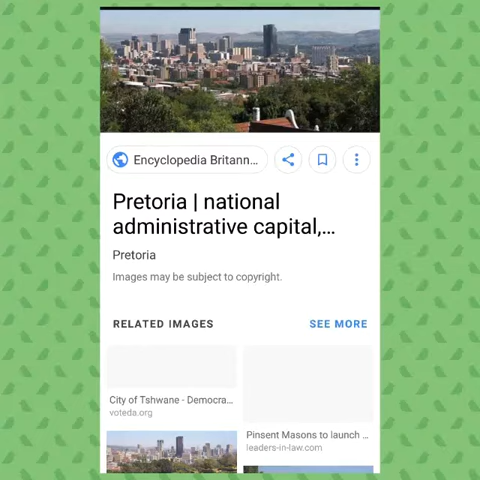 Encyclopedia Britann...
Pretoria | national
administrative capital,...
Pretoria
Images may be subject to copyright.
RELATED IMAGES
SEE MORE
City of Tshwane - Democra...
voteda.org
Pinsent Masons to launch ...
leaders-in-law.com